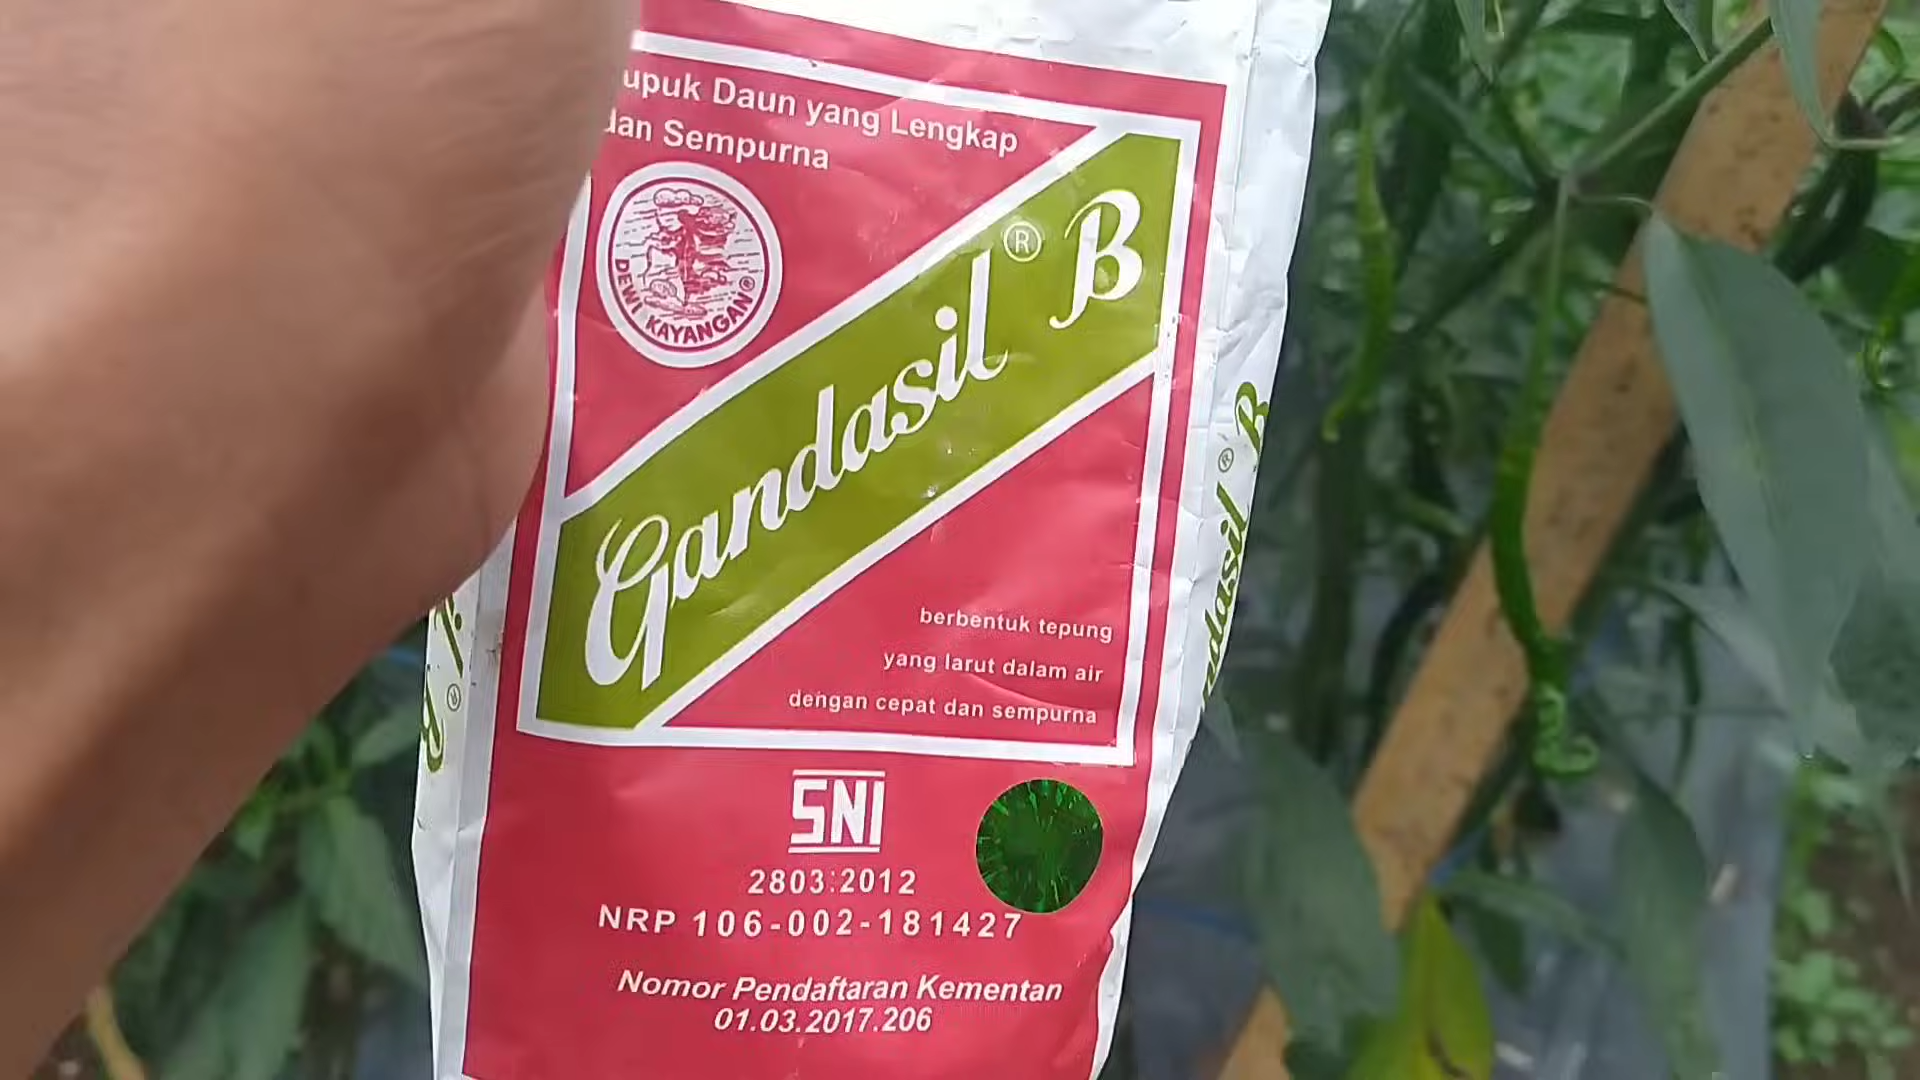 upuk Daun yang Lengkap
dan Sempurna
DEWI KAYANGAN®
Gandasil® B
berbentuk tepung
yang larut dalam air
dengan cepat dan sempurna
SNI
2803:2012
NRP 106-002-181427
Nomor Pendaftaran Kementan
01.03.2017.206
ndasil® B